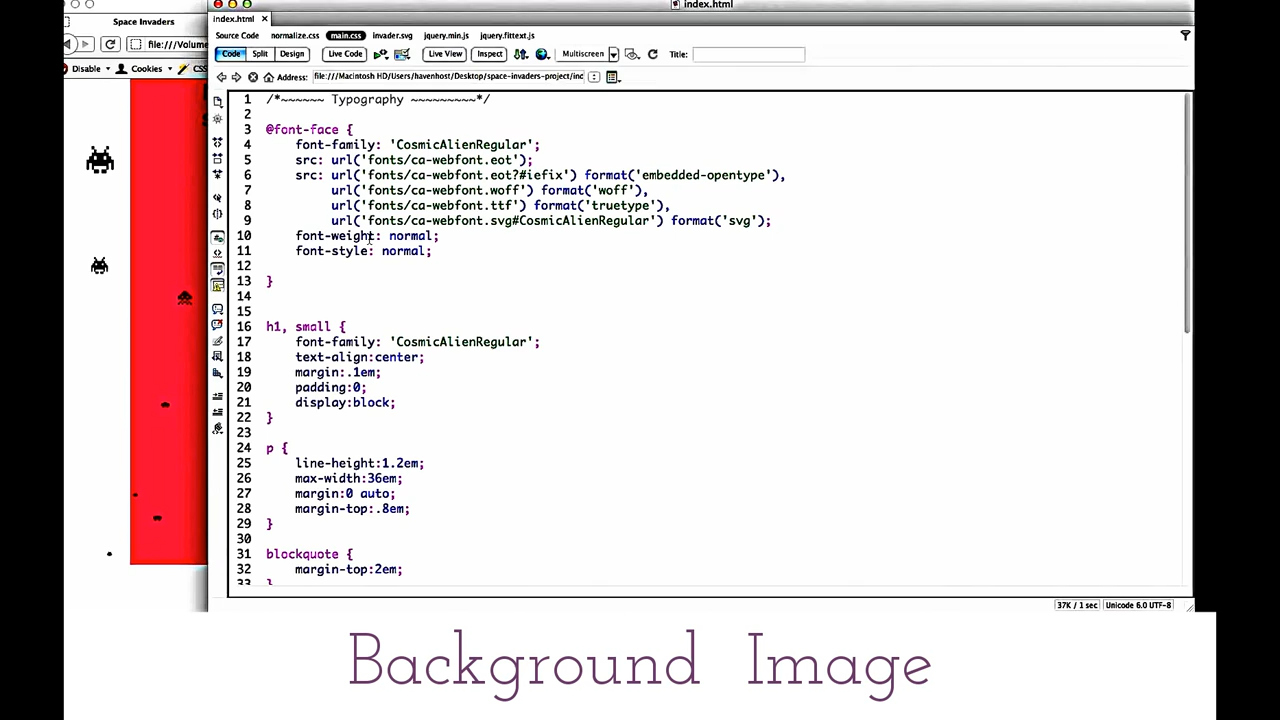 index.html
Space Invaders
index.html
Source Code normalize.css main.css invader.svg jquery.min.js jquery.fittext.js
file:///Volume
Code Split Design Live Code Live View Inspect Multiscreen Title:
Disable Cookies CSS
Address: file:///Macintosh HD/Users/havenhost/Desktop/space-invaders-project/ind
1 /*~~~~~~ Typography ~~~~~~~~~*/
2
3 @font-face {
4 font-family: 'CosmicAlienRegular';
5 src: url('fonts/ca-webfont.eot');
6 src: url('fonts/ca-webfont.eot?#iefix') format('embedded-opentype'),
7 url('fonts/ca-webfont.woff') format('woff'),
8 url('fonts/ca-webfont.ttf') format('truetype'),
9 url('fonts/ca-webfont.svg#CosmicAlienRegular') format('svg');
10 font-weight: normal;
11 font-style: normal;
12
13 }
14
15
16 h1, small {
17 font-family: 'CosmicAlienRegular';
18 text-align:center;
19 margin:.1em;
20 padding:0;
21 display:block;
22 }
23
24 p {
25 line-height:1.2em;
26 max-width:36em;
27 margin:0 auto;
28 margin-top:.8em;
29 }
30
31 blockquote {
32 margin-top:2em;
33 }
37K / 1 sec Unicode 6.0 UTF-8
Background Image